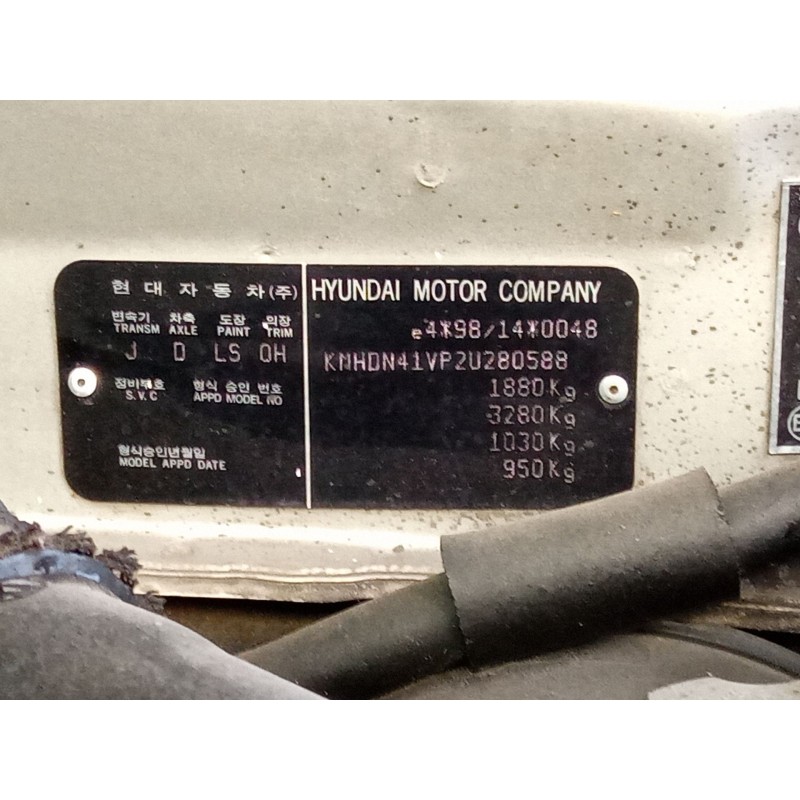 현대자동차(주)
변속기 차축 도장 의장
TRANSM AXLE PAINT TRIM
J D LS OH
정비부호 형식 승인 번호
S.V.C APPD MODEL NO
형식승인년월일
MODEL APPD DATE
HYUNDAI MOTOR COMPANY
e4*98/14*0048
KMHDN41VP2U280588
1880Kg
3280Kg
1030Kg
950Kg